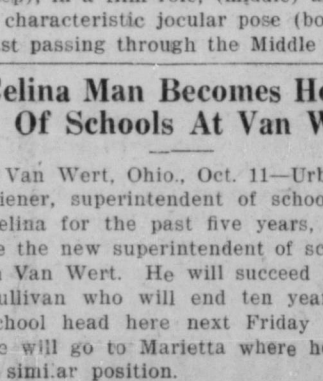 characteristic jocular pose (bo
st passing through the Middle
elina Man Becomes He
Of Schools At Van W
Van Wert, Ohio., Oct. 11—Urb
iener, superintendent of school
elina for the past five years,
e the new superintendent of sc
Van Wert. He will succeed
ullivan who will end ten year
chool head here next Friday
e will go to Marietta where he
similar position.